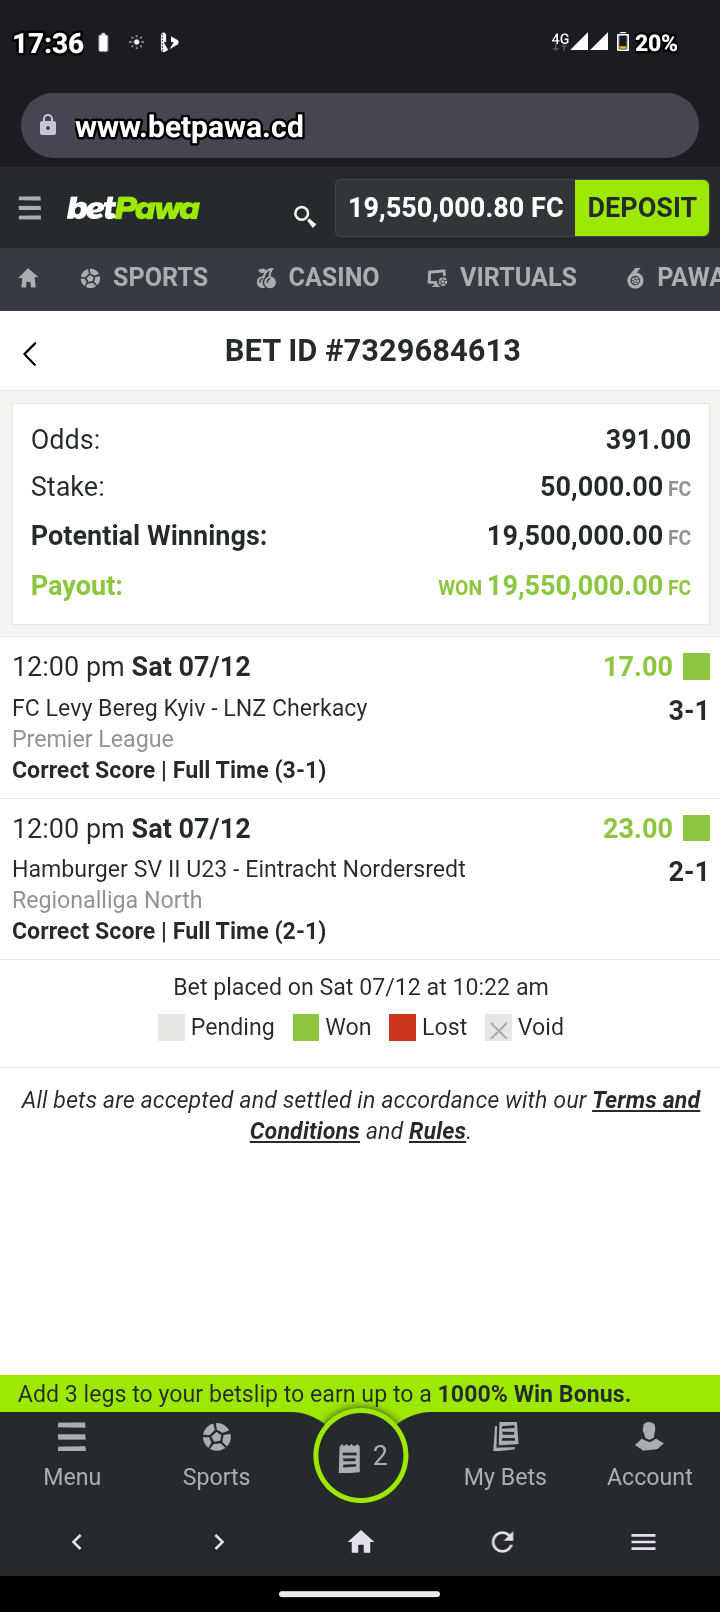 17:36
4G 20%
www.betpawa.cd
betPawa 19,550,000.80 FC DEPOSIT
SPORTS CASINO VIRTUALS PAWA
BET ID #7329684613
Odds: 391.00
Stake: 50,000.00 FC
Potential Winnings: 19,500,000.00 FC
Payout: WON 19,550,000.00 FC
12:00 pm Sat 07/12 17.00
FC Levy Bereg Kyiv - LNZ Cherkacy 3-1
Premier League
Correct Score | Full Time (3-1)
12:00 pm Sat 07/12 23.00
Hamburger SV II U23 - Eintracht Nordersredt 2-1
Regionalliga North
Correct Score | Full Time (2-1)
Bet placed on Sat 07/12 at 10:22 am
Pending Won Lost Void
All bets are accepted and settled in accordance with our Terms and
Conditions and Rules.
Add 3 legs to your betslip to earn up to a 1000% Win Bonus.
2
Menu Sports My Bets Account